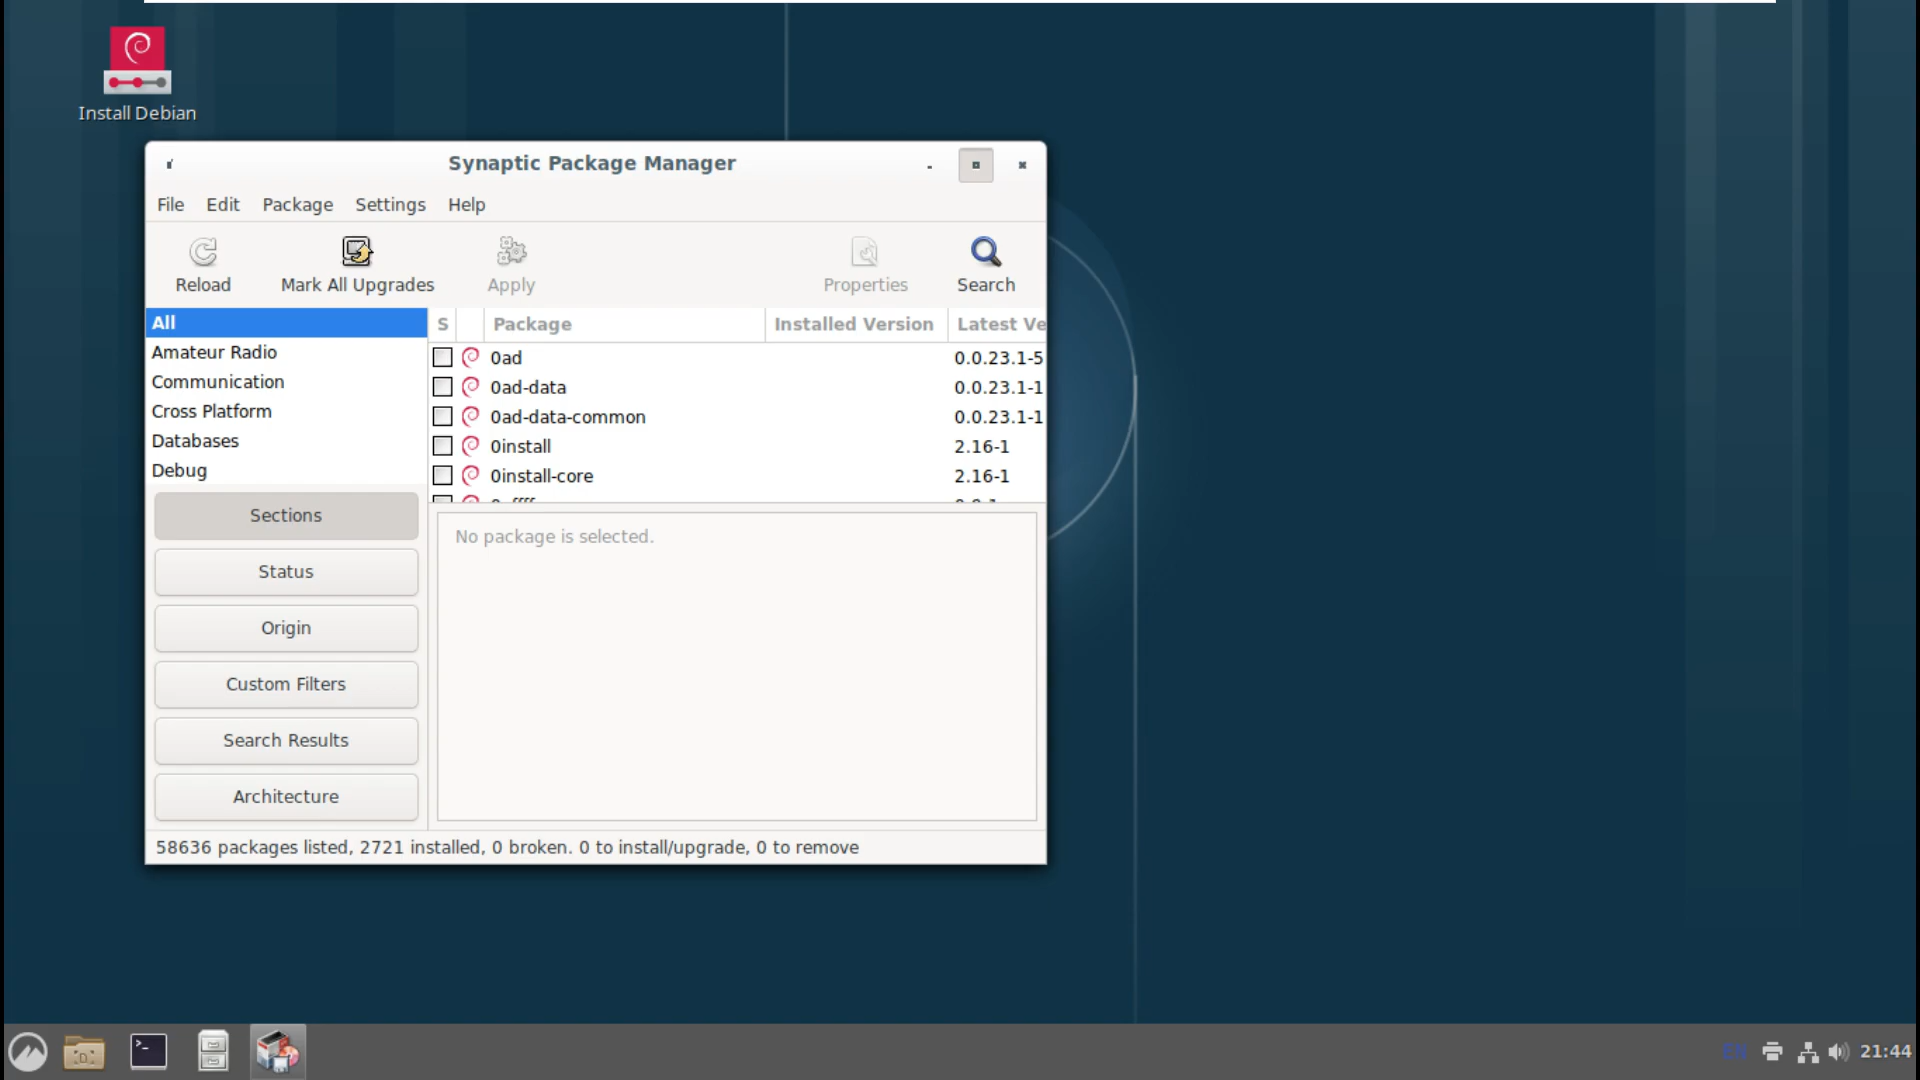 Install Debian
Synaptic Package Manager
File Edit Package Settings Help
Reload Mark All Upgrades Apply Properties Search
All
Amateur Radio
Communication
Cross Platform
Databases
Debug
S Package Installed Version Latest Ve
0ad 0.0.23.1-5
0ad-data 0.0.23.1-1
0ad-data-common 0.0.23.1-1
0install 2.16-1
0install-core 2.16-1
Sections
Status
Origin
Custom Filters
Search Results
Architecture
No package is selected.
58636 packages listed, 2721 installed, 0 broken. 0 to install/upgrade, 0 to remove
EN 21:44